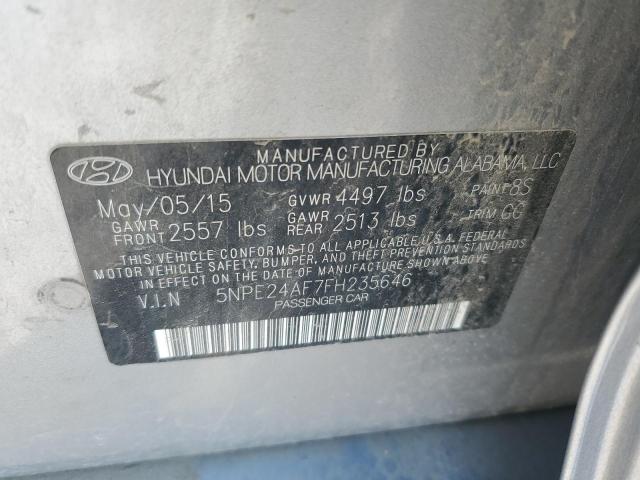 MANUFACTURED BY
HYUNDAI MOTOR MANUFACTURING ALABAMA, LLC
May/05/15 GVWR 4497 lbs PAINT 8S
GAWR FRONT 2557 lbs GAWR REAR 2513 lbs TRIM GG
THIS VEHICLE CONFORMS TO ALL APPLICABLE U.S.A. FEDERAL
MOTOR VEHICLE SAFETY, BUMPER, AND THEFT PREVENTION STANDARDS
IN EFFECT ON THE DATE OF MANUFACTURE SHOWN ABOVE
V.I.N 5NPE24AF7FH235646
PASSENGER CAR